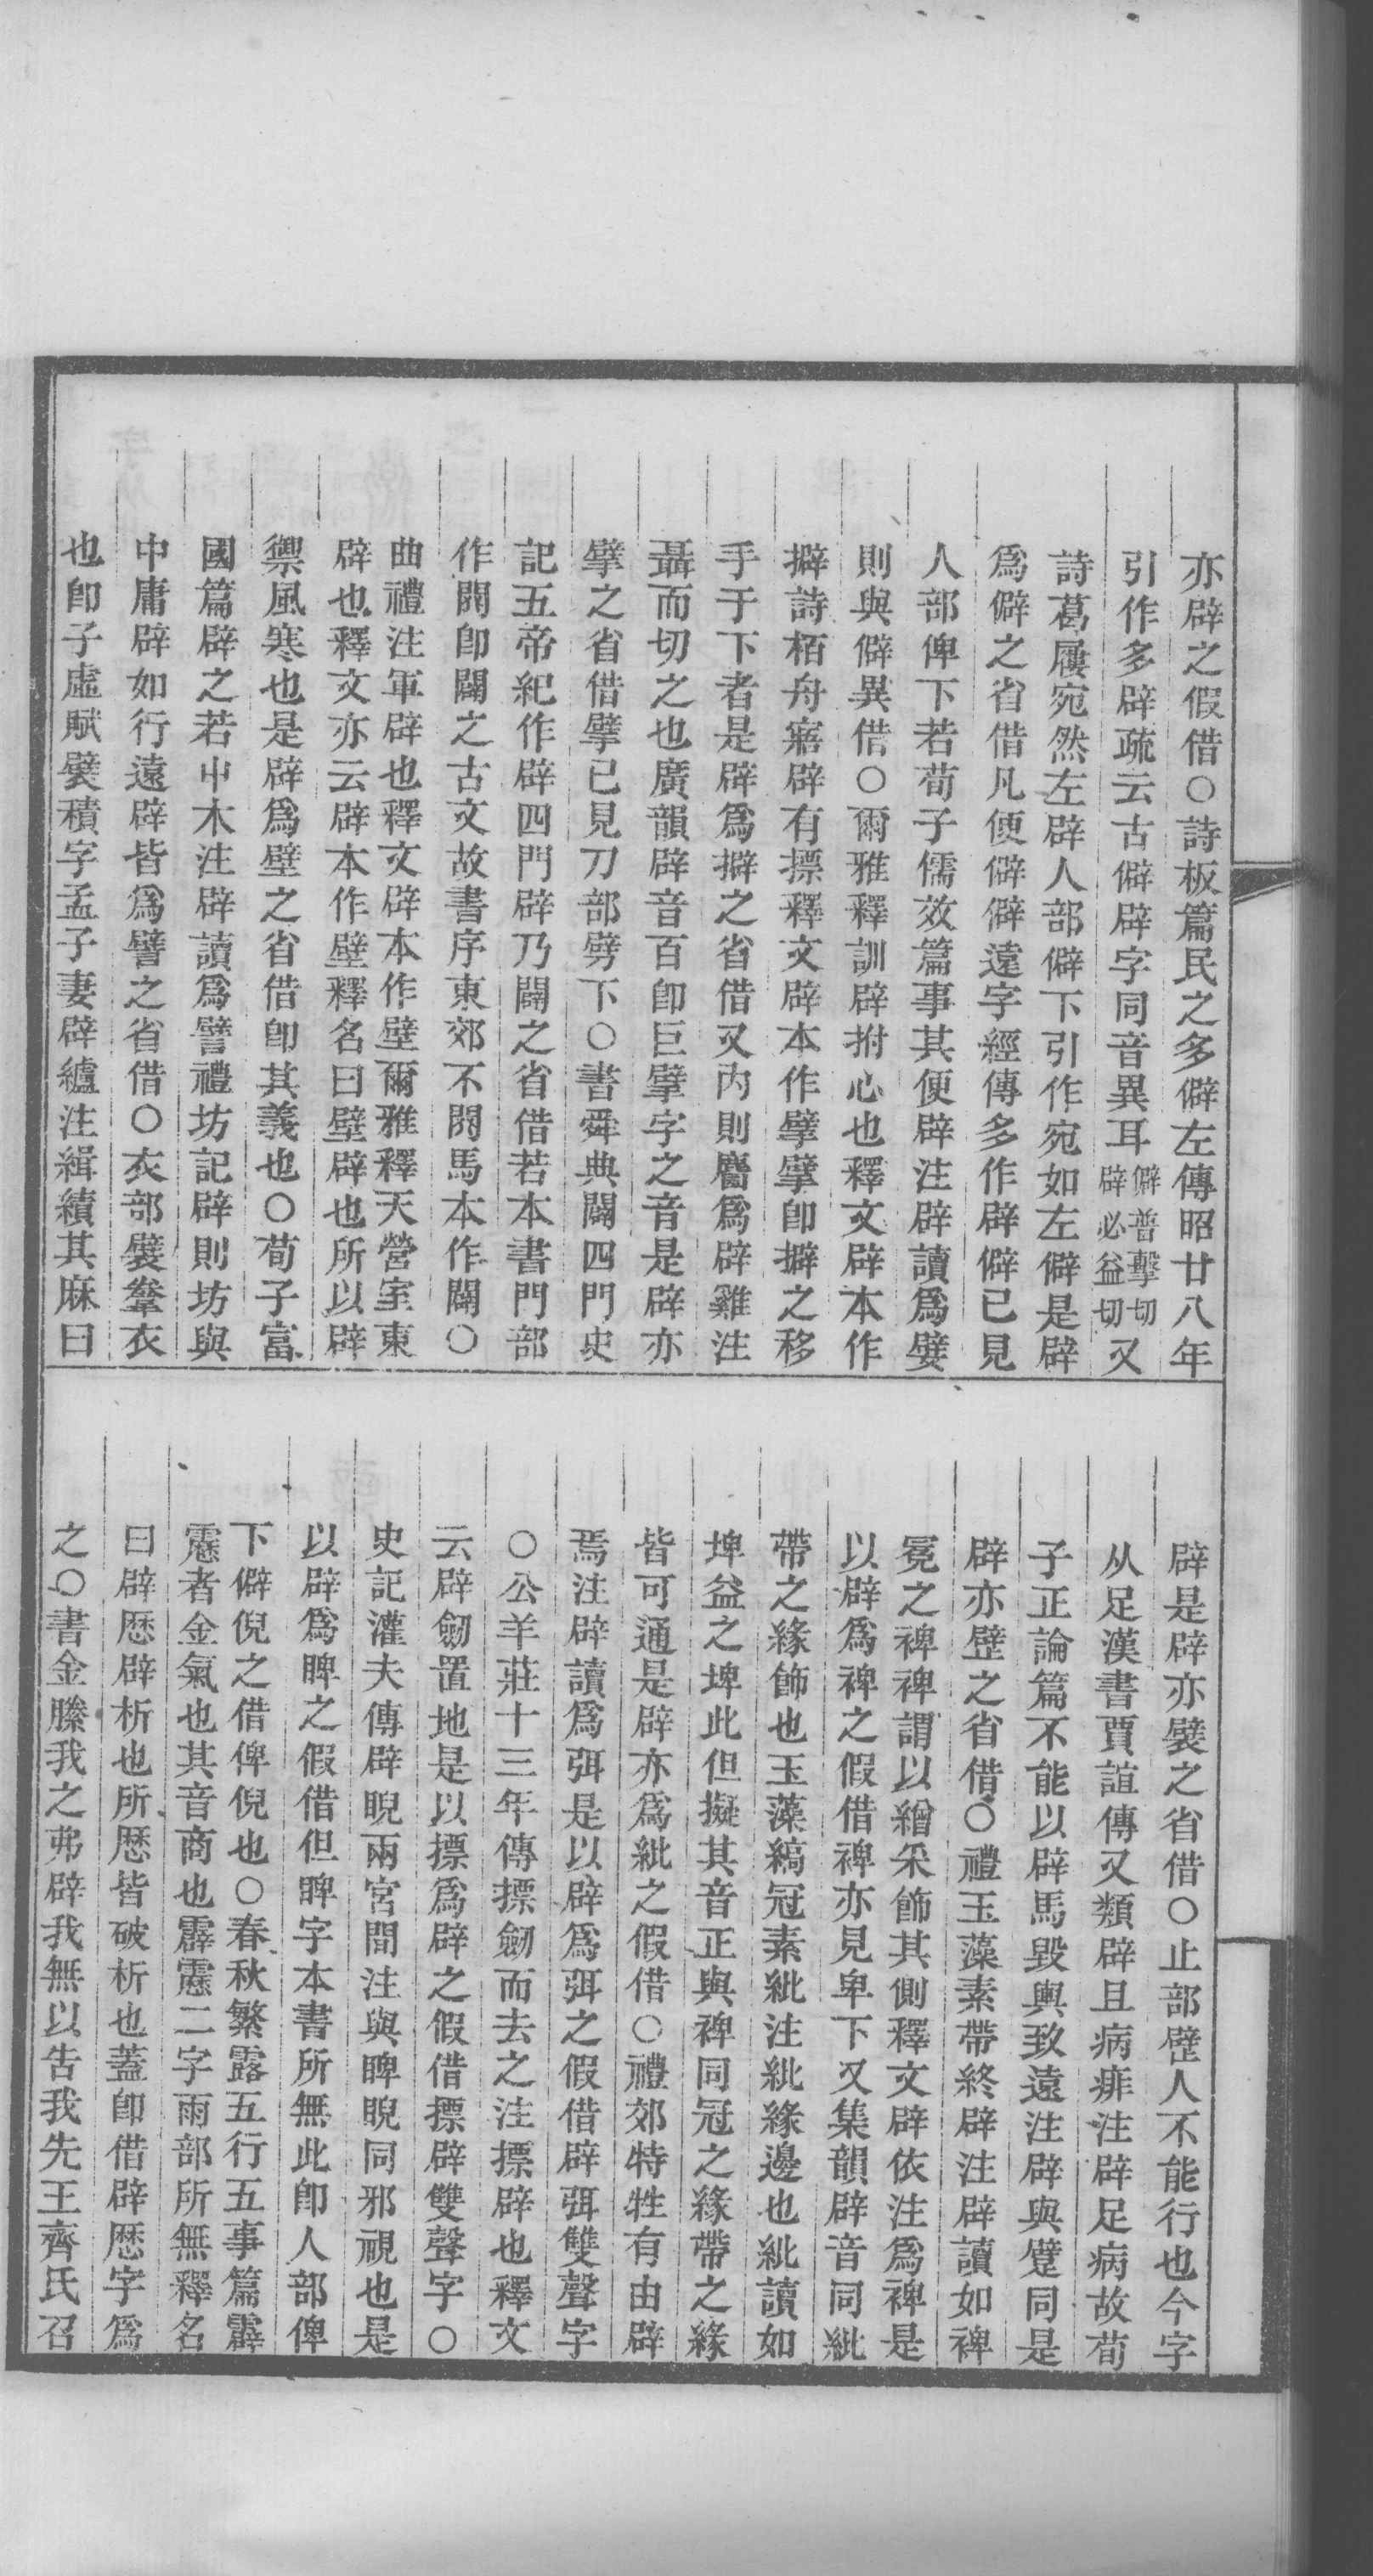 亦辟之假借○詩板篇民之多僻左傳昭廿八年
引作多辟疏云古僻辟字同音異耳僻普擊切辟必益切又
詩葛屨宛然左辟人部僻下引作宛如左僻是辟
爲僻之省借凡便僻僻遠字經傳多作辟僻已見
人部俾下若荀子儒效篇事其便辟注辟讀爲嬖
則與僻異借○爾雅釋訓辟拊心也釋文辟本作
擗詩栢舟寤辟有摽釋文辟本作擘擘卽擗之移
手于下者是辟爲擗之省借又內則麕爲辟雞注
聶而切之也廣韻辟音百卽巨擘字之音是辟亦
擘之省借擘已見刀部劈下○書舜典闢四門史
記五帝紀作辟四門辟乃闢之省借若本書門部
作闢卽闢之古文故書序東郊不闢馬本作闢○
曲禮注軍辟也釋文辟本作壁爾雅釋天營室東
辟也釋文亦云辟本作壁釋名曰壁辟也所以辟
禦風寒也是辟爲壁之省借卽其義也○荀子富
國篇辟之若屮木注辟讀爲譬禮坊記辟則坊與
中庸辟如行遠辟皆爲譬之省借○衣部襞韏衣
也卽子虛賦襞積字孟子妻辟纑注緝績其麻曰
辟是辟亦襞之省借○止部躄人不能行也今字
从足漢書賈誼傳又類辟且病痱注辟足病故荀
子正論篇不能以辟馬毀輿致遠注辟與躄同是
辟亦躄之省借○禮玉藻素帶終辟注辟讀如裨
冕之裨裨謂以繒采飾其側釋文辟依注爲裨是
以辟爲裨之假借裨亦見卑下又集韻辟音同紕
帶之緣飾也玉藻縞冠素紕注紕緣邊也紕讀如
埤益之埤此但擬其音正與裨同冠之緣帶之緣
皆可通是辟亦爲紕之假借○禮郊特牲有由辟
焉注辟讀爲弭是以辟爲弭之假借辟弭雙聲字
○公羊莊十三年傳摽劒而去之注摽辟也釋文
云辟劒置地是以摽爲辟之假借摽辟雙聲字○
史記灌夫傳辟睨兩宮間注與睥睨同邪視也是
以辟爲睥之假借但睥字本書所無此卽人部俾
下僻倪之借俾倪也○春秋繁露五行五事篇霹
靂者金氣也其音商也霹靂二字雨部所無釋名
曰辟歷辟析也所歷皆破析也蓋卽借辟歷字爲
之○書金縢我之弗辟我無以告我先王齊氏召